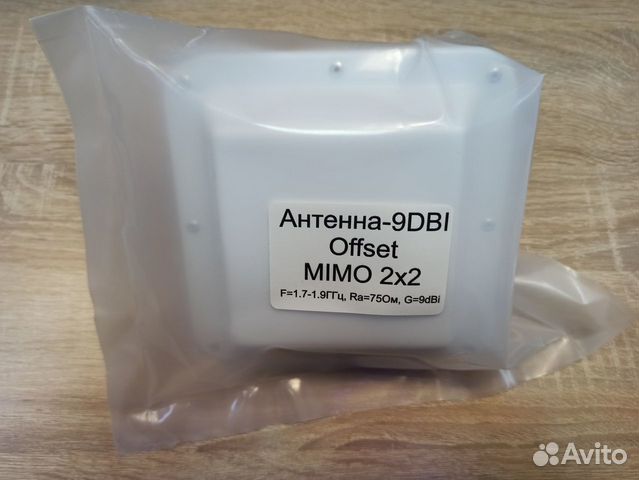 Антенна-9DBI
Offset
MIMO 2x2
F=1.7-1.9ГГц, Ra=75Ом, G=9dBi
Avito